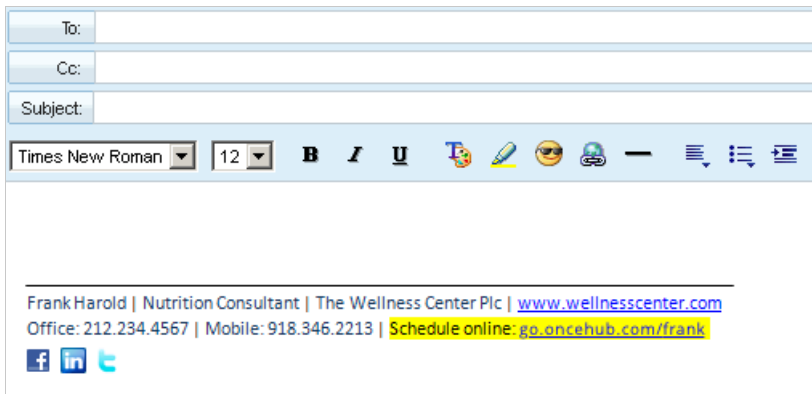 To:
Cc:
Subject:
Times New Roman 12 B I U T
Frank Harold | Nutrition Consultant | The Wellness Center Plc | www.wellnesscenter.com
Office: 212.234.4567 | Mobile: 918.346.2213 | Schedule online: go.oncehub.com/frank
f in t